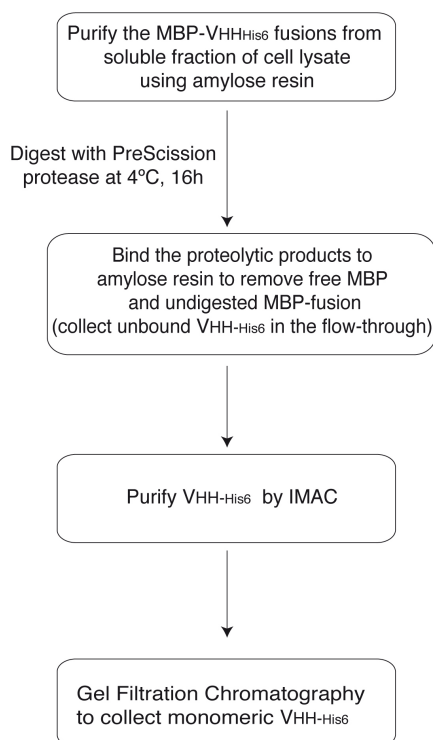 Purify the MBP-VHHHis6 fusions from
soluble fraction of cell lysate
using amylose resin
Digest with PreScission
protease at 4ºC, 16h
Bind the proteolytic products to
amylose resin to remove free MBP
and undigested MBP-fusion
(collect unbound VHH-His6 in the flow-through)
Purify VHH-His6 by IMAC
Gel Filtration Chromatography
to collect monomeric VHH-His6